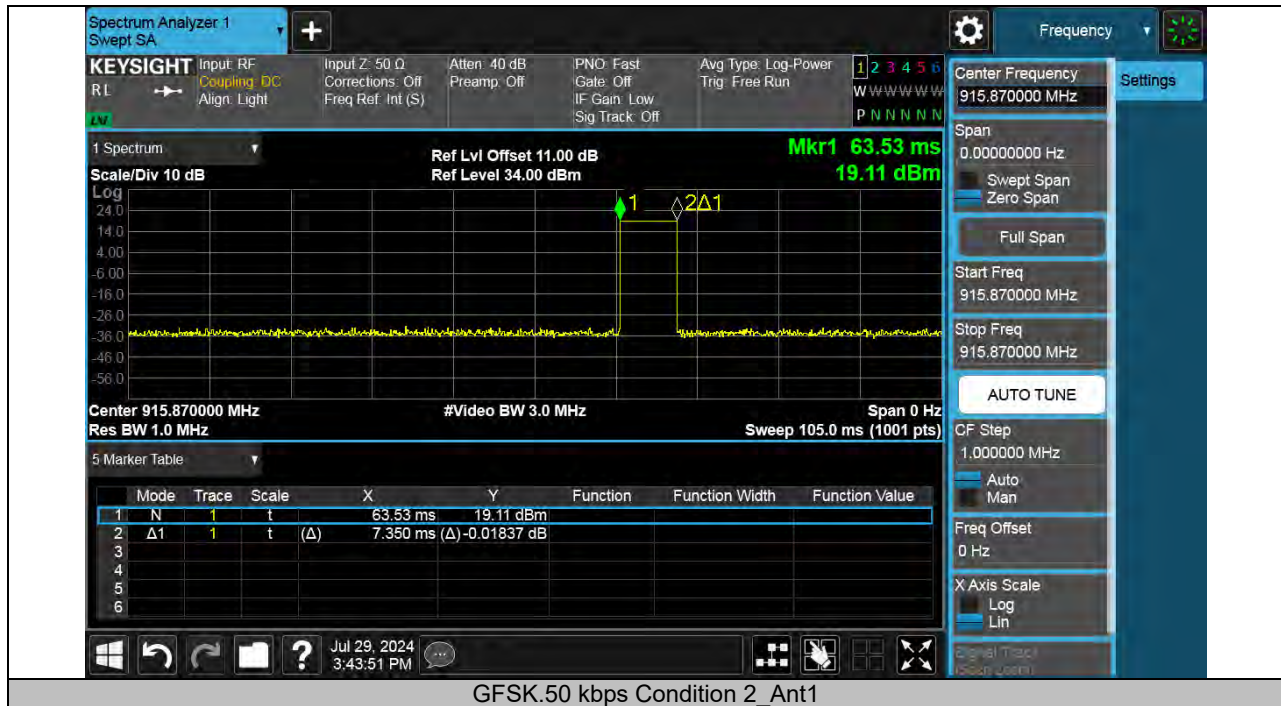 Spectrum Analyzer 1
Swept SA
+
Frequency
KEYSIGHT
RL
Input: RF
Coupling: DC
Align: Light
Input Z: 50 Ω
Corrections: Off
Freq Ref: Int (S)
Atten: 40 dB
Preamp: Off
PNO: Fast
Gate: Off
IF Gain: Low
Sig Track: Off
Avg Type: Log-Power
Trig: Free Run
1 2 3 4 5 6
W W W W W W
P N N N N N
1 Spectrum
Scale/Div 10 dB
Ref Lvl Offset 11.00 dB
Ref Level 34.00 dBm
Mkr1 63.53 ms
19.11 dBm
Log
24.0
14.0
4.00
-6.00
-16.0
-26.0
-36.0
-46.0
-56.0
1
2Δ1
Center 915.870000 MHz
#Video BW 3.0 MHz
Span 0 Hz
Res BW 1.0 MHz
Sweep 105.0 ms (1001 pts)
5 Marker Table
Mode Trace Scale X Y Function Function Width Function Value
1 N 1 t 63.53 ms 19.11 dBm
2 Δ1 1 t (Δ) 7.350 ms (Δ) -0.01837 dB
3
4
5
6
?
Jul 29, 2024
3:43:51 PM
Center Frequency
915.870000 MHz
Settings
Span
0.00000000 Hz
Swept Span
Zero Span
Full Span
Start Freq
915.870000 MHz
Stop Freq
915.870000 MHz
AUTO TUNE
CF Step
1.000000 MHz
Auto
Man
Freq Offset
0 Hz
X Axis Scale
Log
Lin
GFSK.50 kbps Condition 2_Ant1